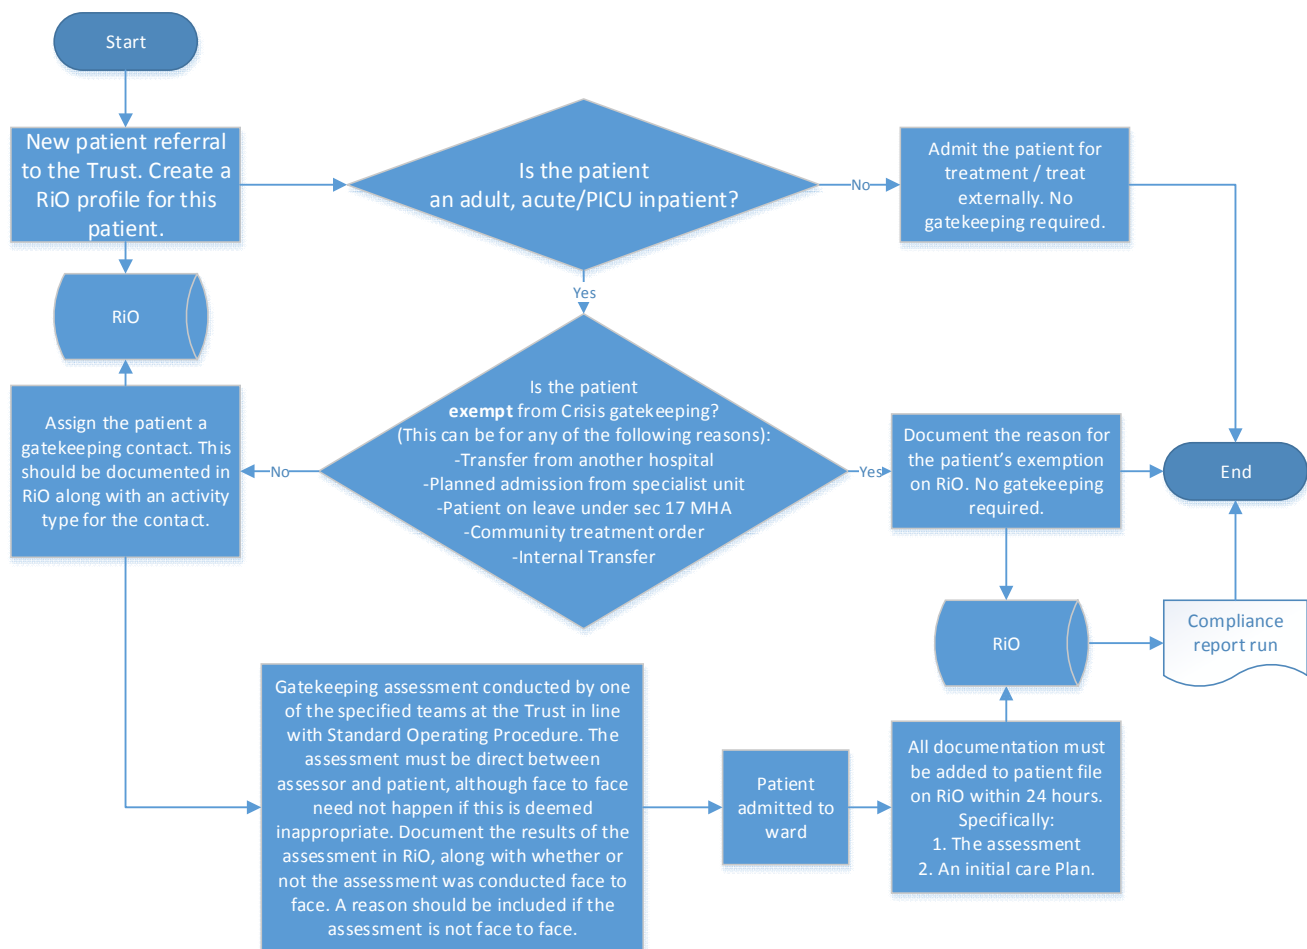 Start
New patient referral
to the Trust. Create a
RiO profile for this
patient.
Is the patient
an adult, acute/PICU inpatient?
No
Admit the patient for
treatment / treat
externally. No
gatekeeping required.
RiO
Yes
Is the patient
exempt from Crisis gatekeeping?
(This can be for any of the following reasons):
-Transfer from another hospital
-Planned admission from specialist unit
-Patient on leave under sec 17 MHA
-Community treatment order
-Internal Transfer
No
Assign the patient a
gatekeeping contact. This
should be documented in
RiO along with an activity
type for the contact.
Yes
Document the reason for
the patient’s exemption
on RiO. No gatekeeping
required.
End
RiO
Compliance
report run
Gatekeeping assessment conducted by one
of the specified teams at the Trust in line
with Standard Operating Procedure. The
assessment must be direct between
assessor and patient, although face to face
need not happen if this is deemed
inappropriate. Document the results of the
assessment in RiO, along with whether or
not the assessment was conducted face to
face. A reason should be included if the
assessment is not face to face.
Patient
admitted to
ward
All documentation must
be added to patient file
on RiO within 24 hours.
Specifically:
1. The assessment
2. An initial care Plan.